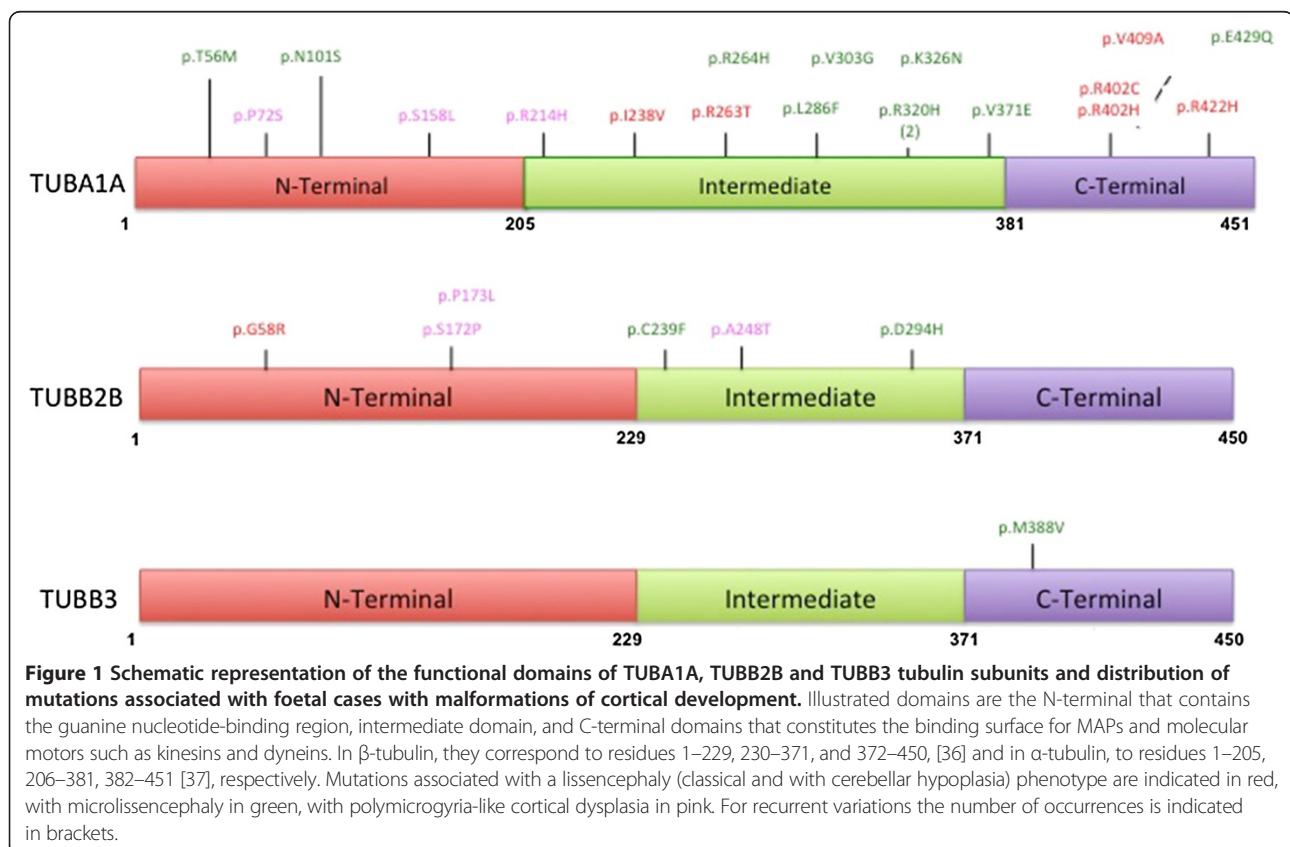 p.V409A p.E429Q
p.T56M p.N101S p.R264H p.V303G p.K326N
p.R402C
p.P72S p.S158L p.R214H p.I238V p.R263T p.L286F p.R320H p.V371E p.R402H p.R422H
(2)
TUBA1A N-Terminal Intermediate C-Terminal
1 205 381 451
p.P173L
p.G58R p.S172P p.C239F p.A248T p.D294H
TUBB2B N-Terminal Intermediate C-Terminal
1 229 371 450
p.M388V
TUBB3 N-Terminal Intermediate C-Terminal
1 229 371 450
Figure 1 Schematic representation of the functional domains of TUBA1A, TUBB2B and TUBB3 tubulin subunits and distribution of
mutations associated with foetal cases with malformations of cortical development. Illustrated domains are the N-terminal that contains
the guanine nucleotide-binding region, intermediate domain, and C-terminal domains that constitutes the binding surface for MAPs and molecular
motors such as kinesins and dyneins. In β-tubulin, they correspond to residues 1–229, 230–371, and 372–450, [36] and in α-tubulin, to residues 1–205,
206–381, 382–451 [37], respectively. Mutations associated with a lissencephaly (classical and with cerebellar hypoplasia) phenotype are indicated in red,
with microlissencephaly in green, with polymicrogyria-like cortical dysplasia in pink. For recurrent variations the number of occurrences is indicated
in brackets.